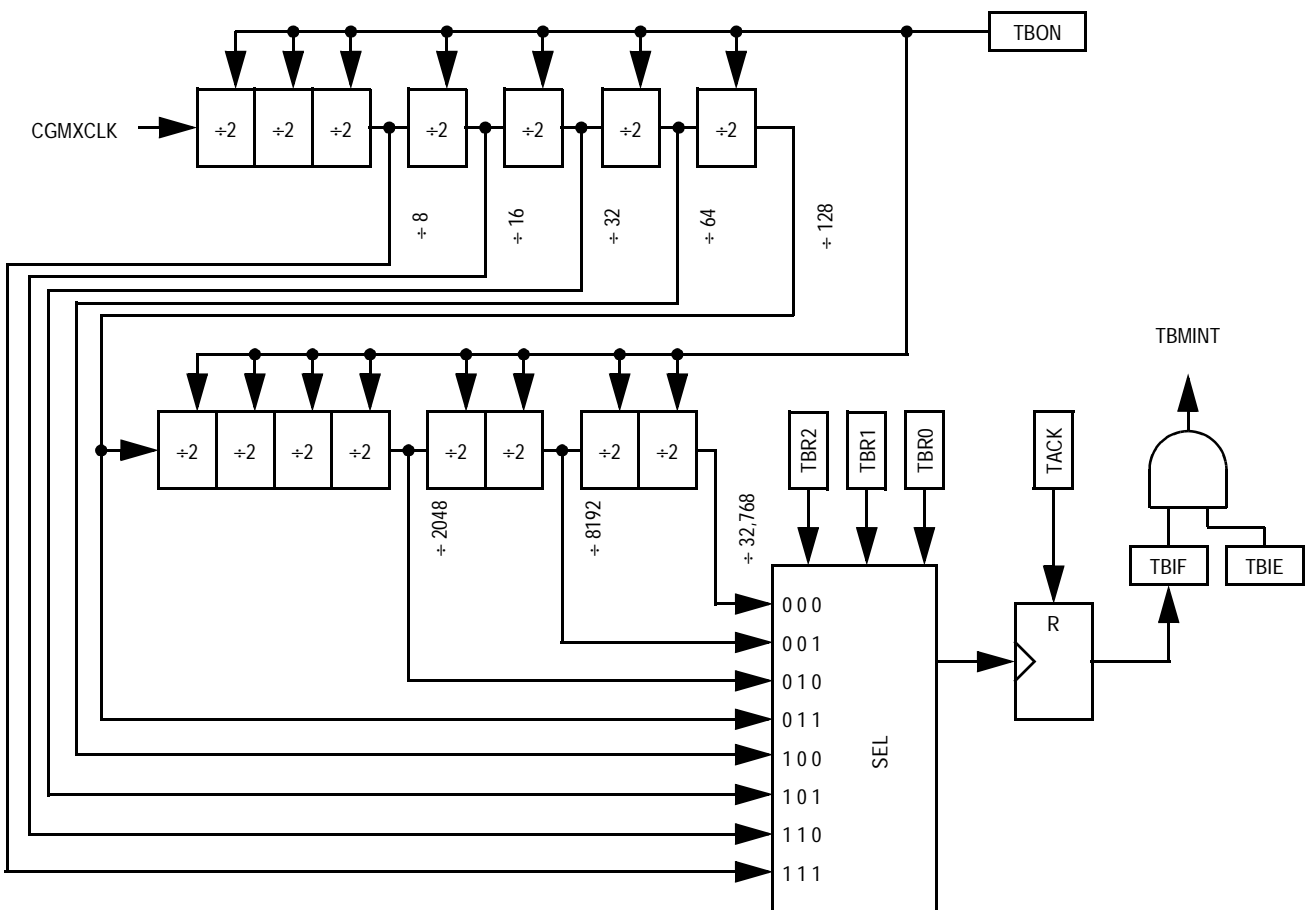 TBON
CGMXCLK
÷2 ÷2 ÷2 ÷2 ÷2 ÷2 ÷2
÷ 8
÷ 16
÷ 32
÷ 64
÷ 128
TBMINT
÷2 ÷2 ÷2 ÷2 ÷2 ÷2 ÷2 ÷2
TBR2
TBR1
TBR0
TACK
÷ 2048
÷ 8192
÷ 32,768
TBIF
TBIE
R
0 0 0
0 0 1
0 1 0
0 1 1
1 0 0
1 0 1
1 1 0
1 1 1
SEL